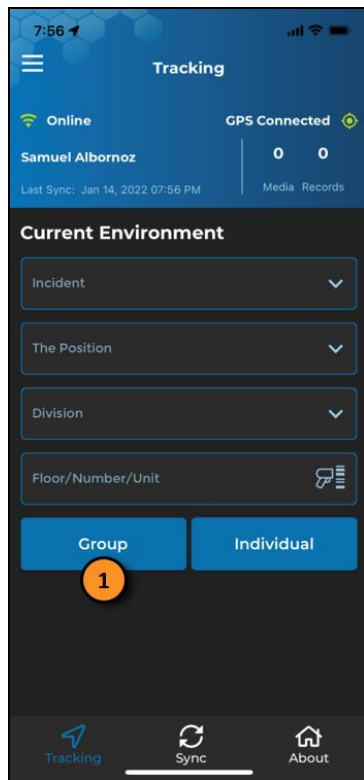 7:56
Tracking
Online
GPS Connected
Samuel Albornoz
0 0
Last Sync: Jan 14, 2022 07:56 PM
Media Records
Current Environment
Incident
The Position
Division
Floor/Number/Unit
Group
Individual
1
Tracking
Sync
About